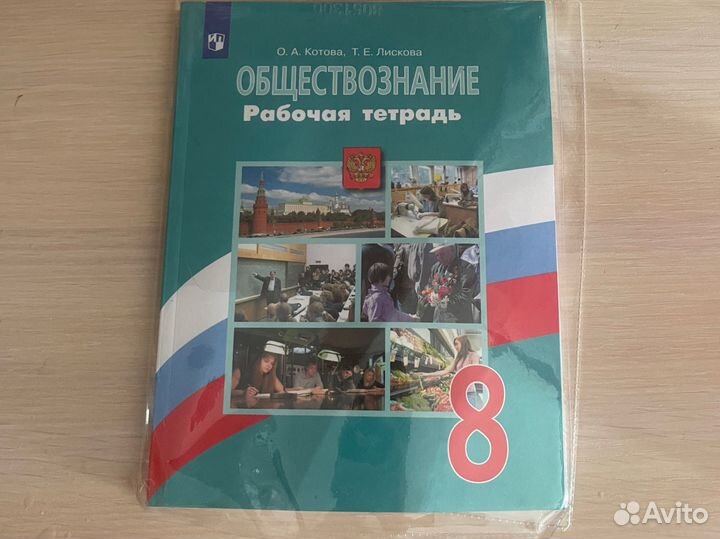 О. А. Котова, Т. Е. Лискова
ОБЩЕСТВОЗНАНИЕ
Рабочая тетрадь
8
Avito